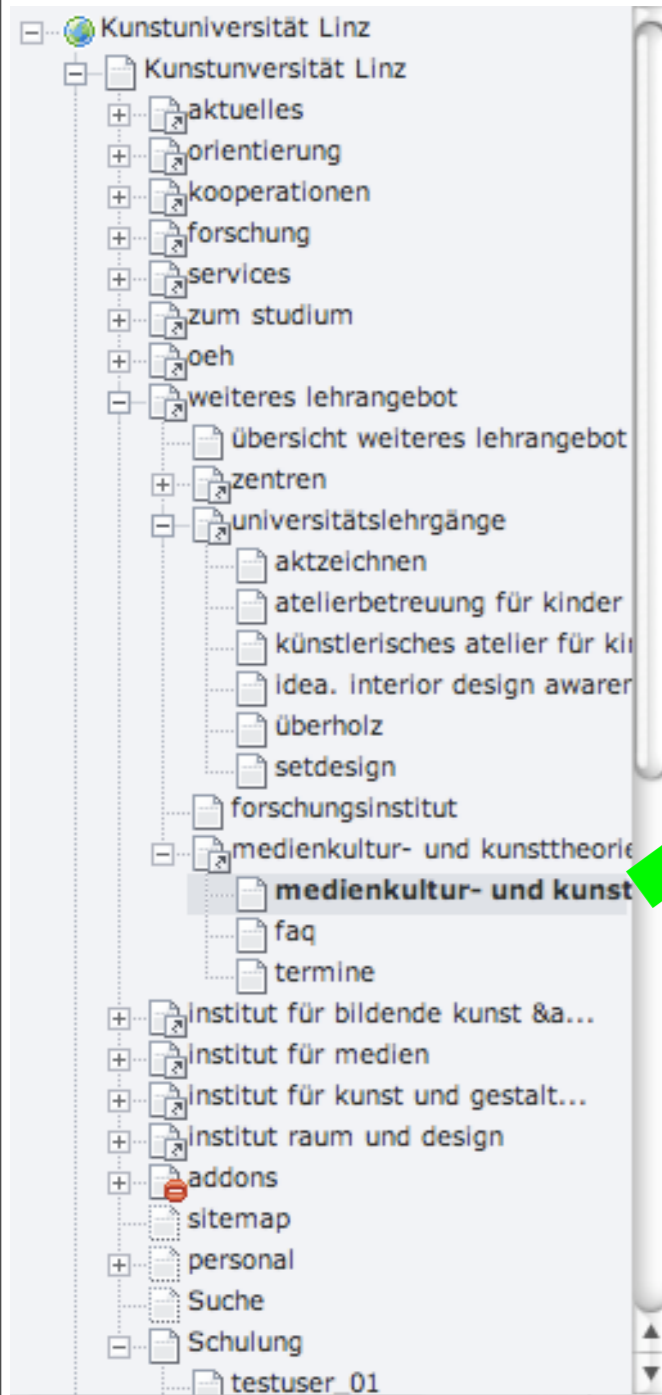 Kunstuniversität Linz
Kunstunversität Linz
aktuelles
orientierung
kooperationen
forschung
services
zum studium
oeh
weiteres lehrangebot
übersicht weiteres lehrangebot
zentren
universitätslehrgänge
aktzeichnen
atelierbetreuung für kinder
künstlerisches atelier für kin
idea. interior design awaren
überholz
setdesign
forschungsinstitut
medienkultur- und kunsttheorie
medienkultur- und kunst
faq
termine
institut für bildende kunst &a...
institut für medien
institut für kunst und gestalt...
institut raum und design
addons
sitemap
personal
Suche
Schulung
testuser_01